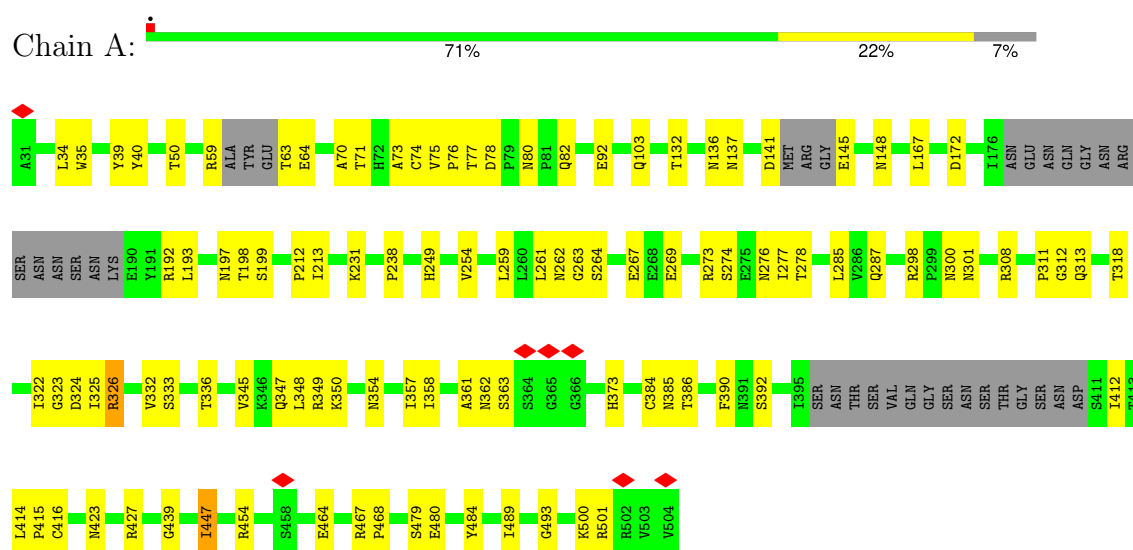 Chain A:
71% 22% 7%
A31 L34 W35 Y39 Y40 T50 R59 ALA TYR GLU T63 E64 A70 T71 H72 A73 C74 V75 P76 T77 D78 P79 N80 P81 Q82 E92 Q103 T132 N136 N137 D141 MET ARG GLY E145 N148 L167 D172 I176 ASN GLU ASN GLN GLY ASN ARG
SER ASN ASN SER ASN LYS E190 Y191 R192 L193 N197 T198 S199 P212 I213 K231 P238 H249 V254 L259 L260 L261 N262 G263 S264 E267 E268 E269 R273 S274 E275 N276 I277 T278 L285 V286 Q287 R298 P299 N300 N301 R308 P311 G312 Q313 T318
I322 G323 D324 I325 R326 V332 S333 T336 V345 K346 Q347 L348 R349 K350 N354 I357 I358 A361 N362 S363 S364 G365 G366 H373 C384 N385 T386 F390 N391 S392 I395 SER ASN THR SER VAL GLN GLY SER ASN SER THR GLY SER ASN ASP S411 I412 T413
L414 P415 C416 N423 R427 G439 I447 R454 S458 E464 R467 P468 S479 E480 Y484 I489 G493 K500 R501 R502 V503 V504